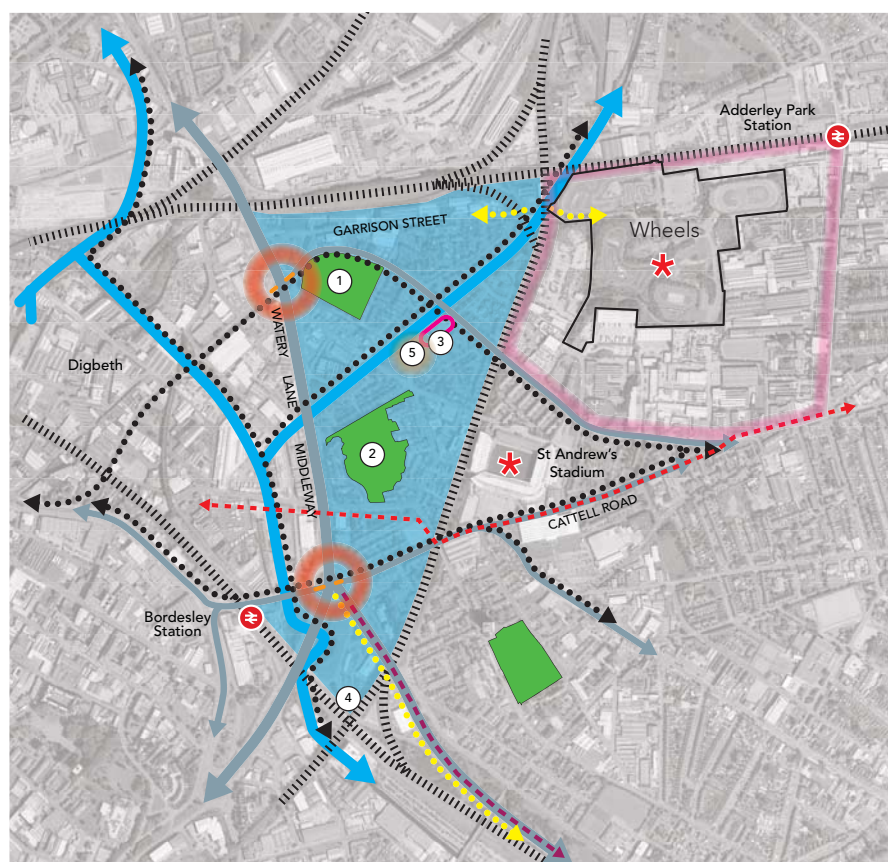 Adderley Park
Station
GARRISON STREET
Wheels
1
WATERY LANE MIDDLEWAY
3
5
Digbeth
2
St Andrew's
Stadium
CATTELL ROAD
Bordesley
Station
4